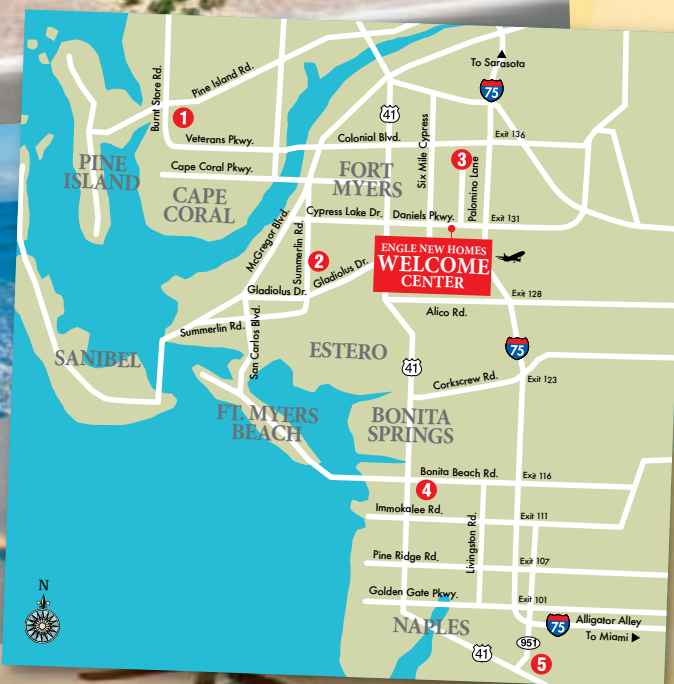 To Sarasota
75
Burnt Store Rd.
Pine Island Rd.
41
1
Six Mile Cypress
Exit 136
Veterans Pkwy.
Colonial Blvd.
3
PINE
ISLAND
Cape Coral Pkwy.
FORT
MYERS
Palomino Lane
CAPE
CORAL
Cypress Lake Dr.
Daniels Pkwy.
Exit 131
McGregor Blvd.
Summerlin Rd.
2
ENGLE NEW HOMES
WELCOME
CENTER
Gladiolus Dr.
Gladiolus Dr.
Exit 128
Alico Rd.
Summerlin Rd.
San Carlos Blvd.
SANIBEL
ESTERO
75
41
Corkscrew Rd.
Exit 123
FT. MYERS
BEACH
BONITA
SPRINGS
Bonita Beach Rd.
Exit 116
4
Immokalee Rd.
Exit 111
Livingston Rd.
Pine Ridge Rd.
Exit 107
N
Golden Gate Pkwy.
Exit 101
NAPLES
75
Alligator Alley
To Miami
41
951
5